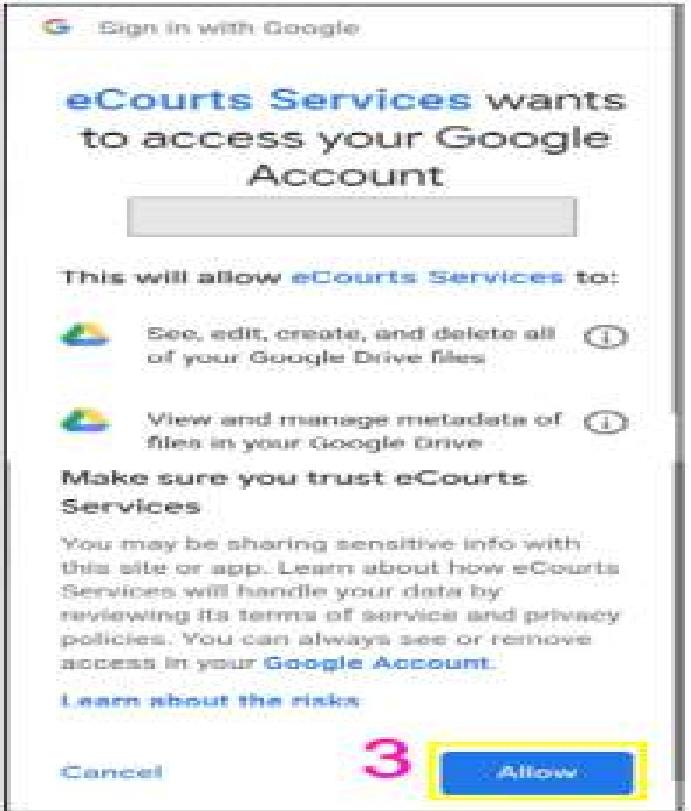 Sign in with Google
eCourts Services wants
to access your Google
Account
This will allow eCourts Services to:
See, edit, create, and delete all
of your Google Drive files
View and manage metadata of
files in your Google Drive
Make sure you trust eCourts
Services
You may be sharing sensitive info with
this site or app. Learn about how eCourts
Services will handle your data by
reviewing its terms of service and privacy
policies. You can always see or remove
access in your Google Account.
Learn about the risks
Cancel
3
Allow